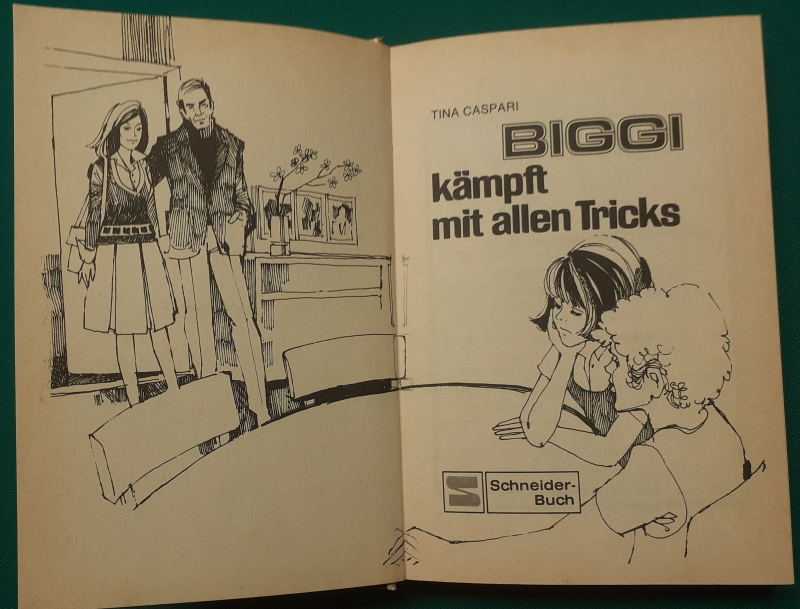 TINA CASPARI
BIGGI
kämpft
mit allen Tricks
Schneider-
Buch